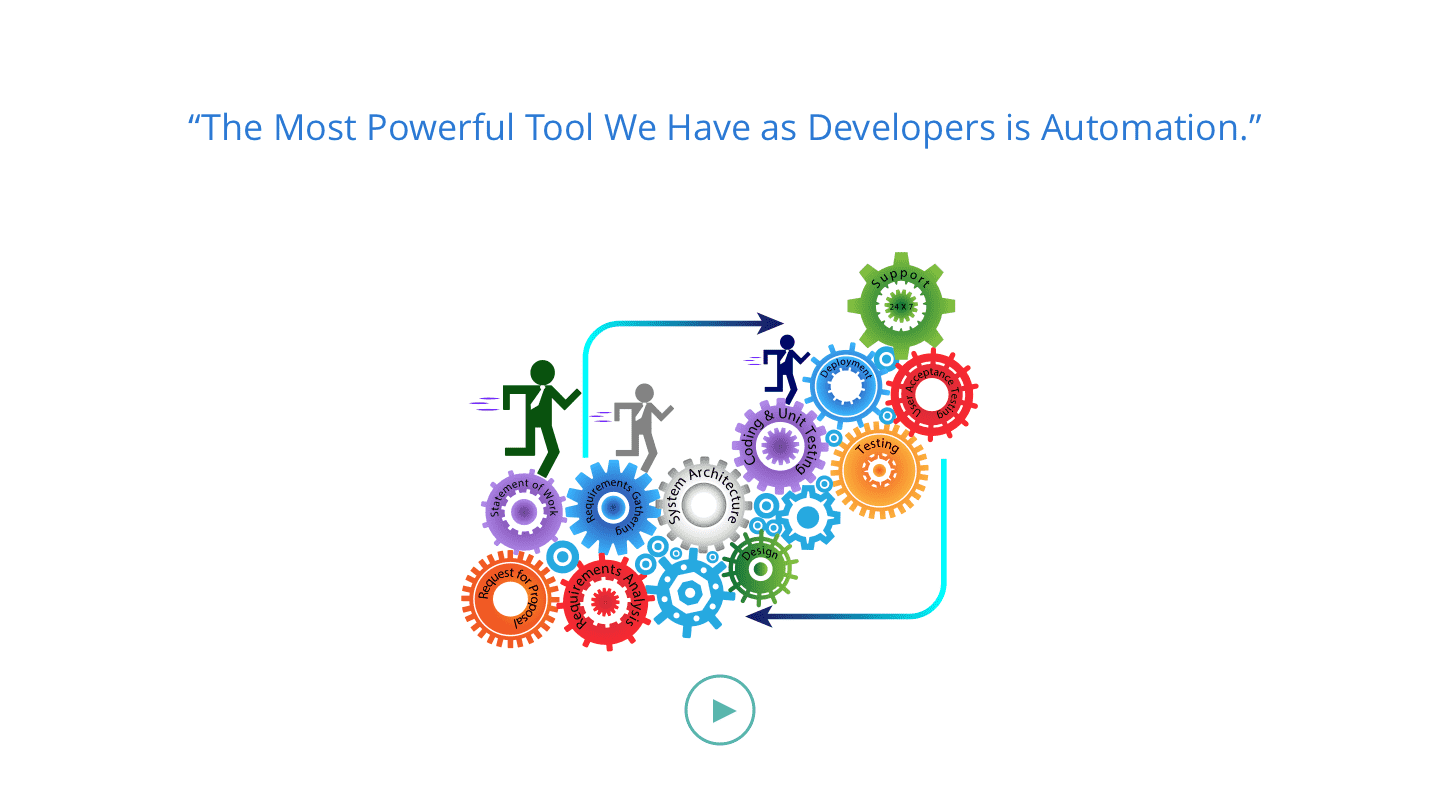 “The Most Powerful Tool We Have as Developers is Automation.”
Support
24 X 7
Deployment
User Acceptance Testing
Coding & Unit Testing
Testing
Statement of Work
Requirements Gathering
System Architecture
Design
Request for Proposal
Requirements Analysis